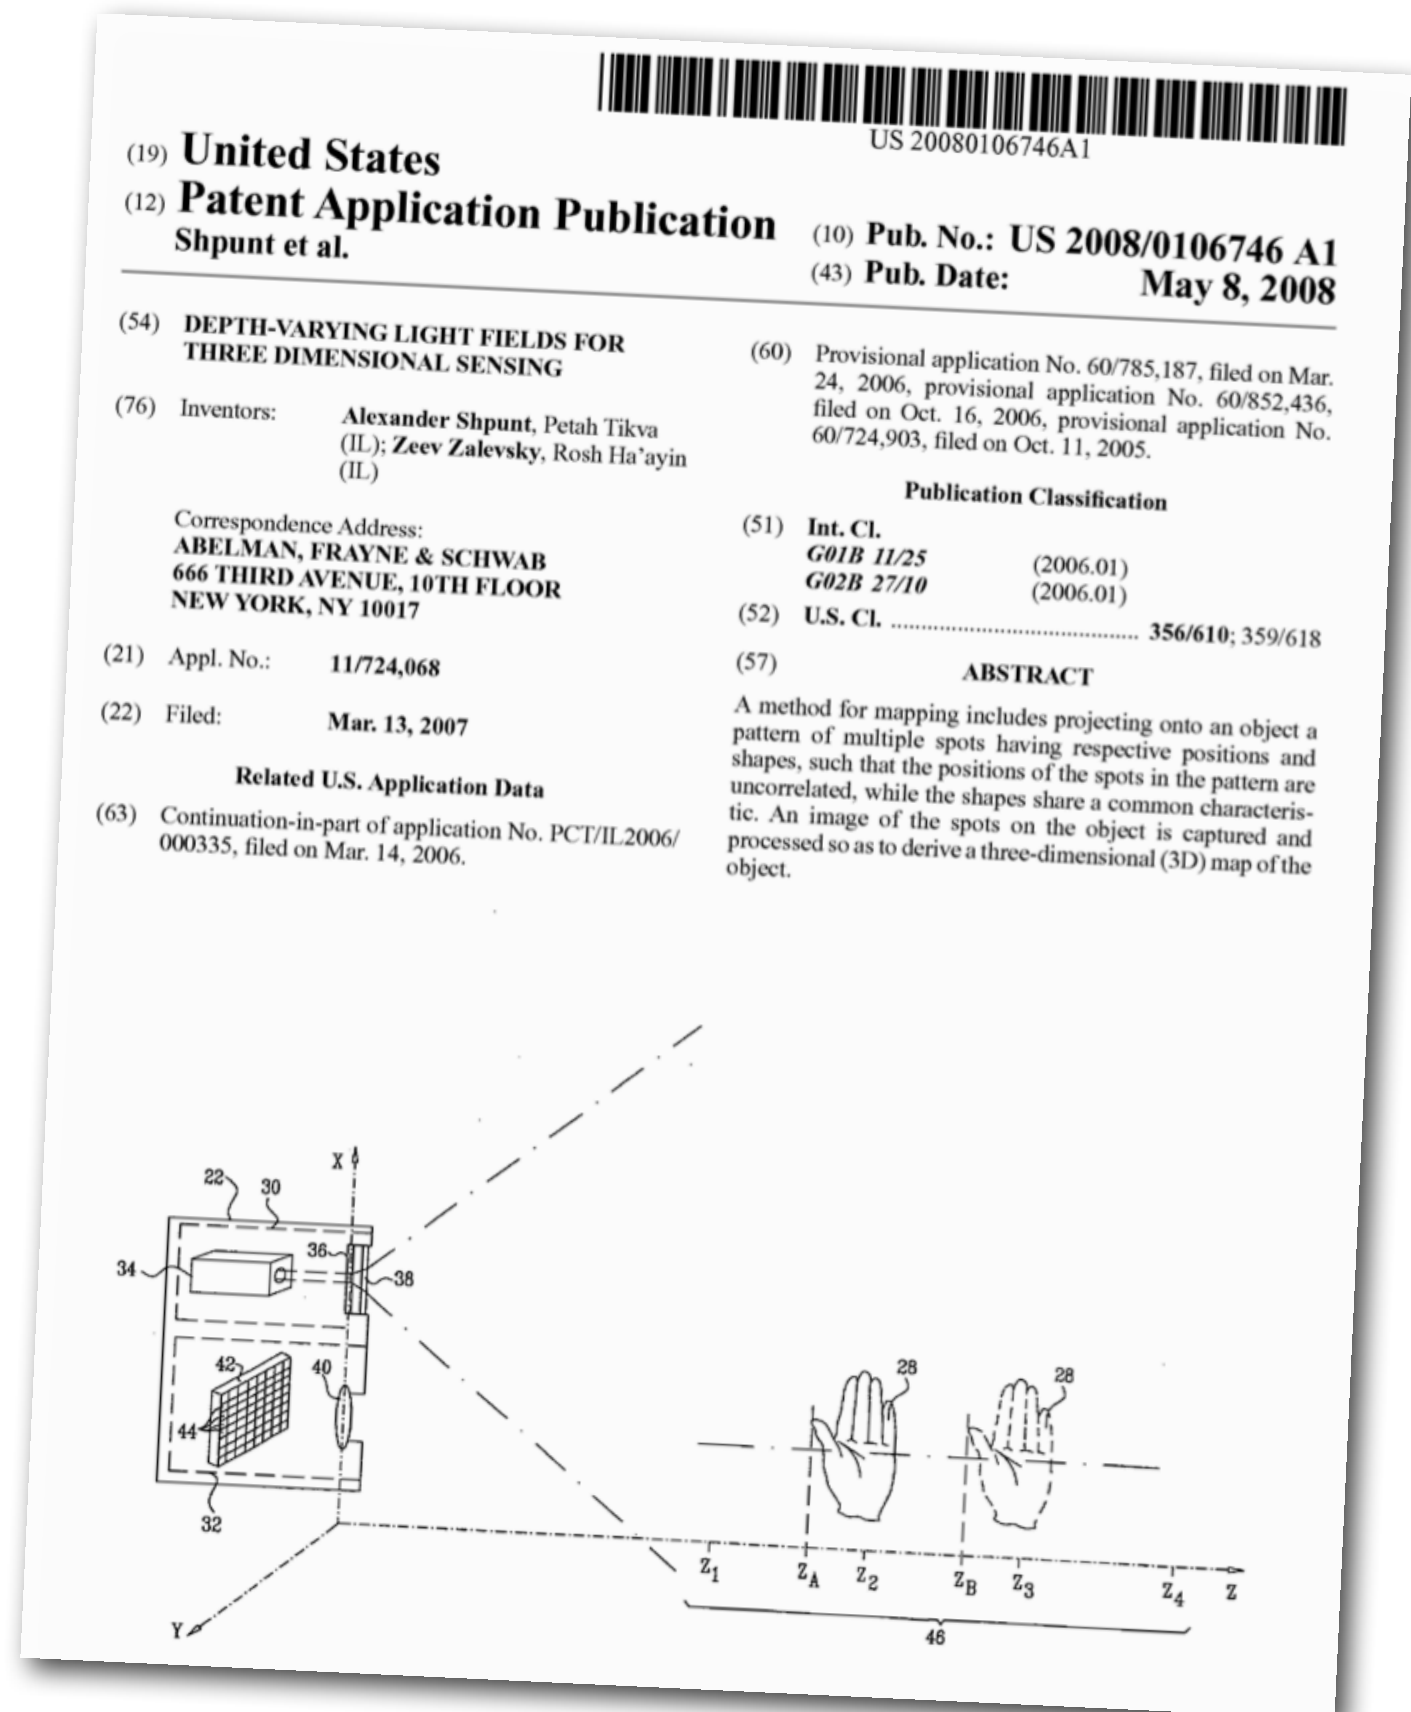 US 20080106746A1
(19) United States
(12) Patent Application Publication
Shpunt et al.
(10) Pub. No.: US 2008/0106746 A1
(43) Pub. Date: May 8, 2008
(54) DEPTH-VARYING LIGHT FIELDS FOR
THREE DIMENSIONAL SENSING
(76) Inventors: Alexander Shpunt, Petah Tikva
(IL); Zeev Zalevsky, Rosh Ha'ayin
(IL)
Correspondence Address:
ABELMAN, FRAYNE & SCHWAB
666 THIRD AVENUE, 10TH FLOOR
NEW YORK, NY 10017
(21) Appl. No.: 11/724,068
(22) Filed: Mar. 13, 2007
Related U.S. Application Data
(63) Continuation-in-part of application No. PCT/IL2006/
000335, filed on Mar. 14, 2006.
(60) Provisional application No. 60/785,187, filed on Mar.
24, 2006, provisional application No. 60/852,436,
filed on Oct. 16, 2006, provisional application No.
60/724,903, filed on Oct. 11, 2005.
Publication Classification
(51) Int. Cl.
G01B 11/25 (2006.01)
G02B 27/10 (2006.01)
(52) U.S. Cl. ......................................... 356/610; 359/618
(57) ABSTRACT
A method for mapping includes projecting onto an object a
pattern of multiple spots having respective positions and
shapes, such that the positions of the spots in the pattern are
uncorrelated, while the shapes share a common characteris-
tic. An image of the spots on the object is captured and
processed so as to derive a three-dimensional (3D) map of the
object.
X
22
30
36
34
38
42
40
44
32
28
28
Z1
ZA
Z2
ZB
Z3
Z4
Z
Y
46